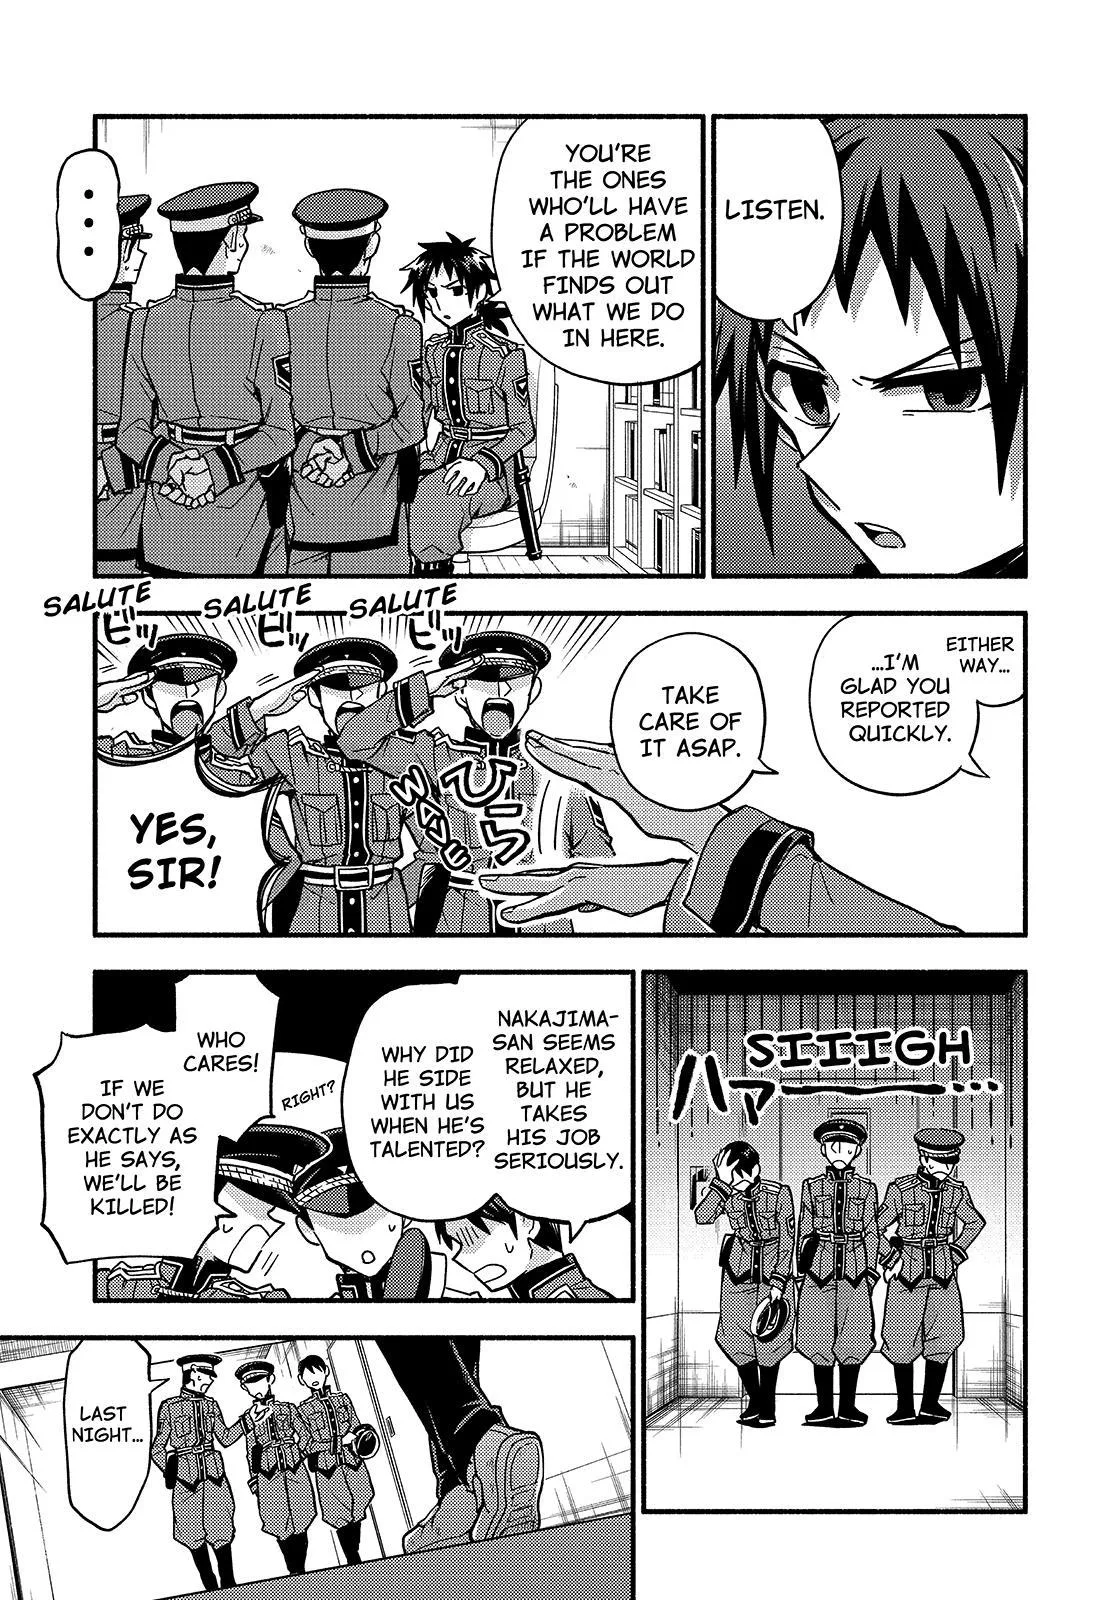 LISTEN.
YOU'RE
THE ONES
WHO'LL HAVE
A PROBLEM
IF THE WORLD
FINDS OUT
WHAT WE DO
IN HERE.
...
EITHER
WAY...
...I'M
GLAD YOU
REPORTED
QUICKLY.
TAKE
CARE OF
IT ASAP.
WAVE
ひら
SALUTE
ビッ
SALUTE
ビッ
SALUTE
ビッ
YES,
SIR!
SIIIIGH
ハァー…
NAKAJIMA-
SAN SEEMS
RELAXED,
BUT HE
TAKES
HIS JOB
SERIOUSLY.
WHY DID
HE SIDE
WITH US
WHEN HE'S
TALENTED?
RIGHT?
WHO
CARES!
IF WE
DON'T DO
EXACTLY AS
HE SAYS,
WE'LL BE
KILLED!
LAST
NIGHT...